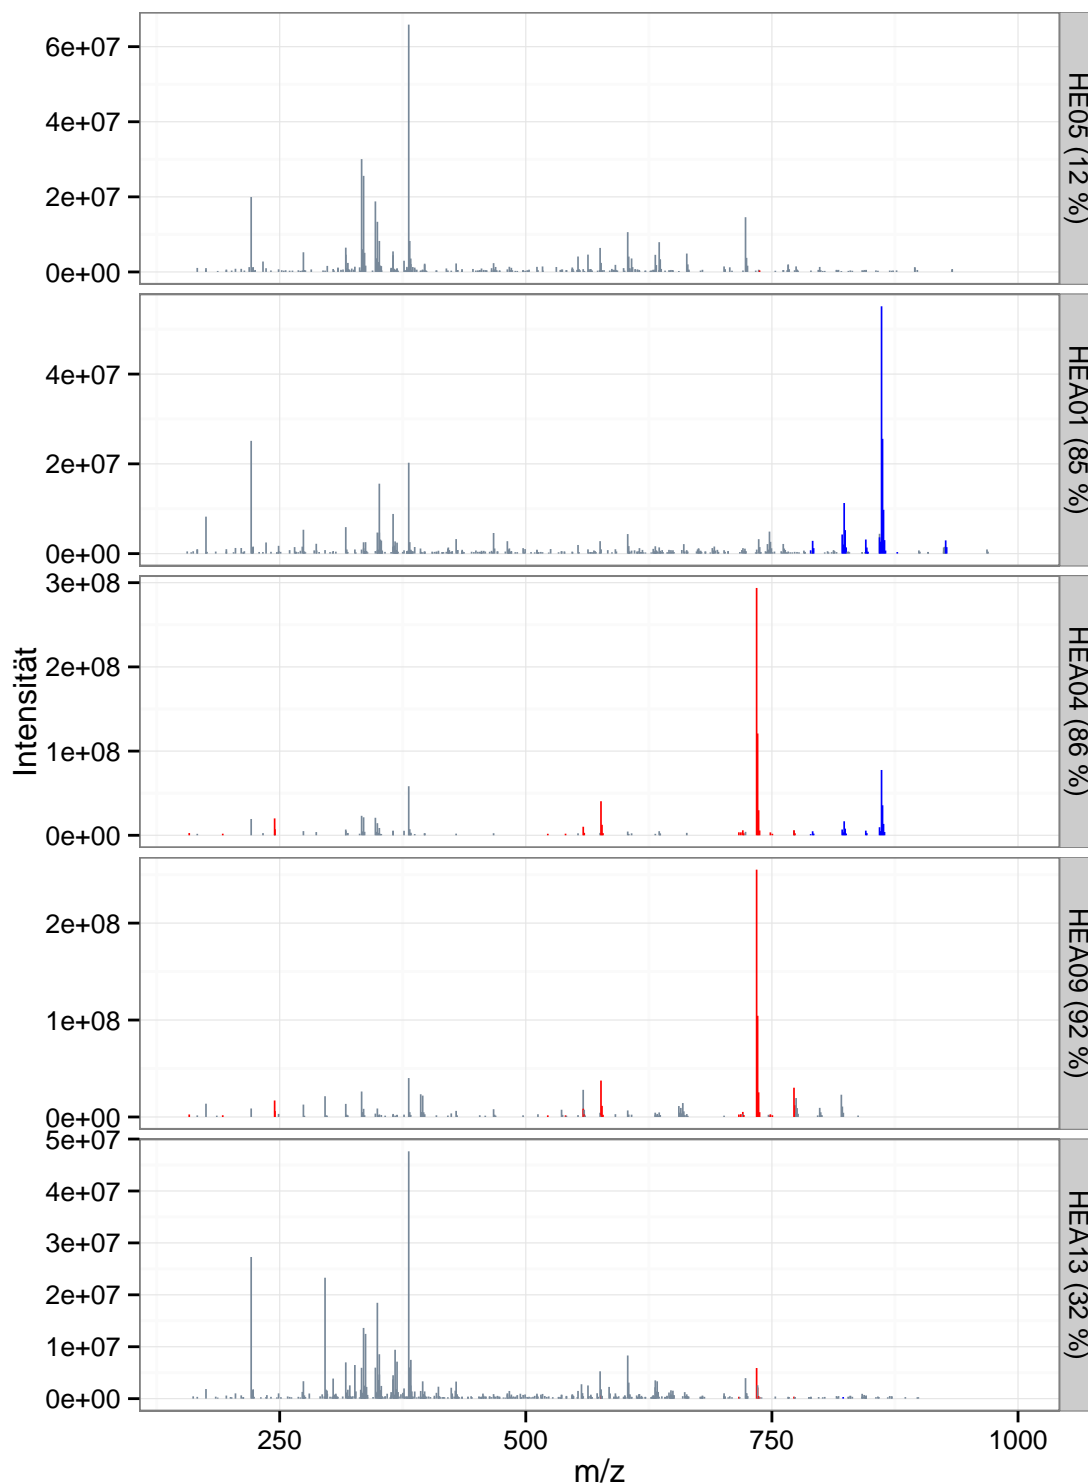 6e+07
4e+07
2e+07
0e+00
HE05 (12 %)
4e+07
2e+07
0e+00
HEA01 (85 %)
3e+08
2e+08
1e+08
0e+00
HEA04 (86 %)
2e+08
1e+08
0e+00
HEA09 (92 %)
5e+07
4e+07
3e+07
2e+07
1e+07
0e+00
HEA13 (32 %)
Intensität
250 500 750 1000
m/z